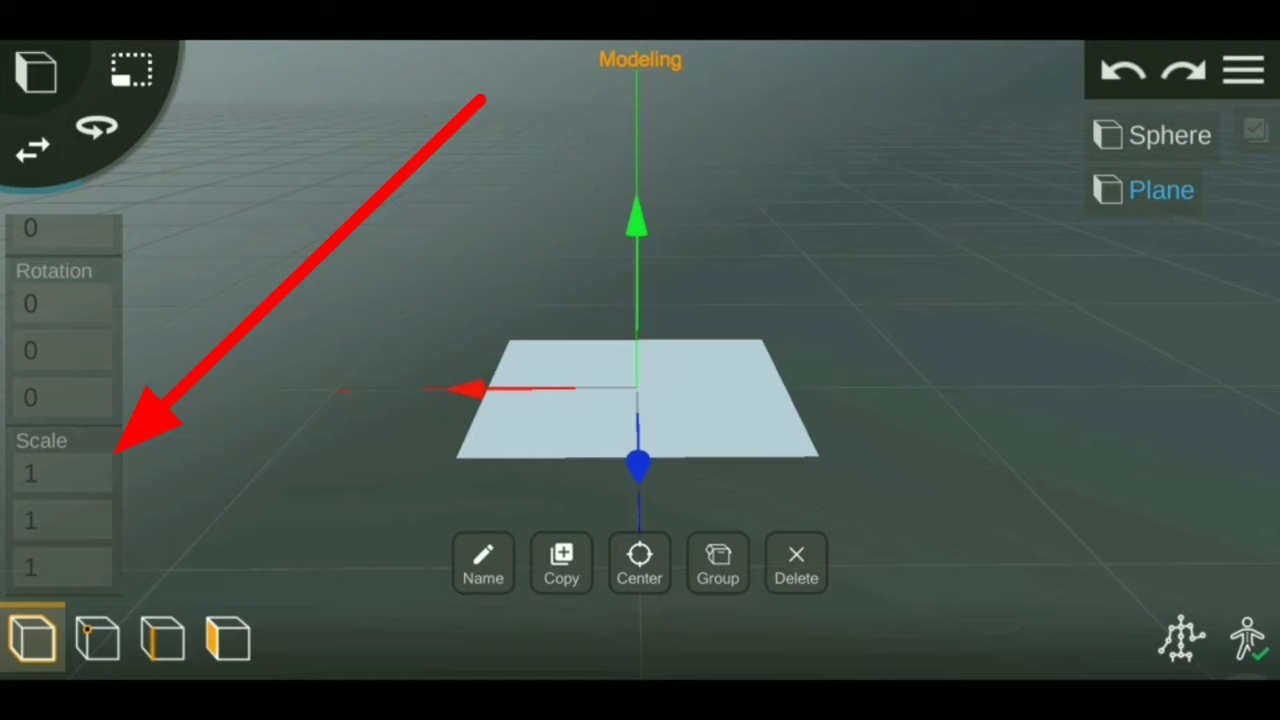 Modeling
Sphere
Plane
0
Rotation
0
0
0
Scale
1
1
1
Name
Copy
Center
Group
Delete